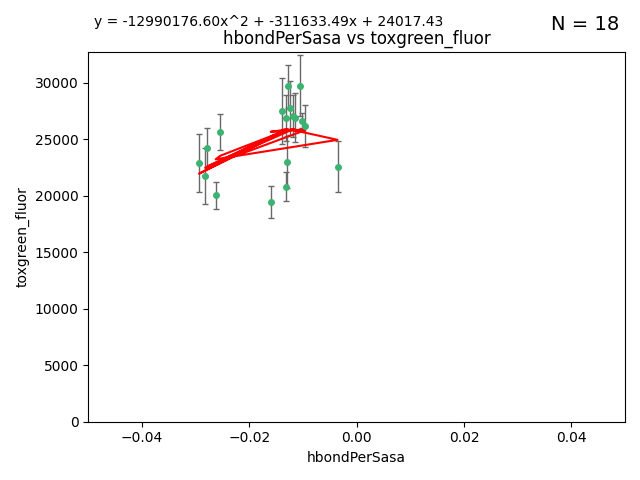 y = -12990176.60x^2 + -311633.49x + 24017.43
N = 18
hbondPerSasa vs toxgreen_fluor
30000
25000
20000
15000
10000
5000
0
toxgreen_fluor
−0.04 −0.02 0.00 0.02 0.04
hbondPerSasa